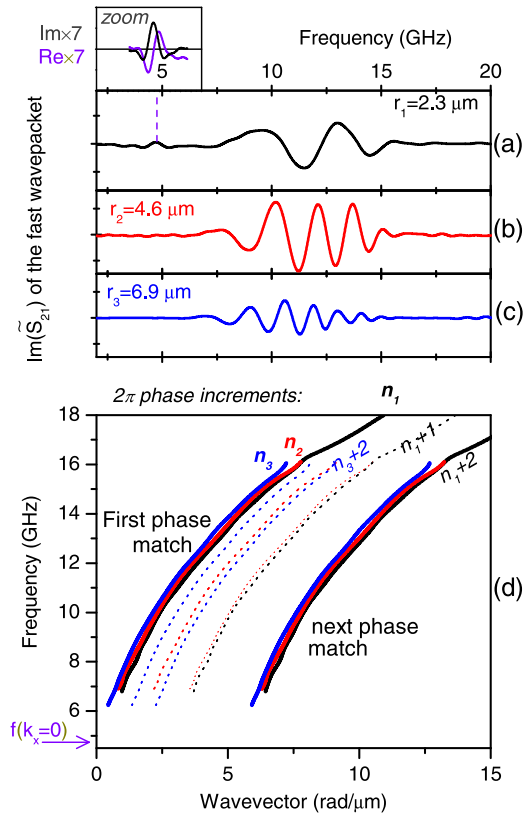 zoom
Im×7
Re×7
5
Frequency (GHz)
5 10 15 20
r₁=2.3 μm
(a)
r₂=4.6 μm
(b)
r₃=6.9 μm
(c)
Im(S̃₂₁) of the fast wavepacket
2π phase increments: n₁
18
16
14
12
10
8
6
n₃ n₂ n₃+2 n₁+1 n₁+2
First phase
match
next phase
match
(d)
Frequency (GHz)
f(kₓ=0)
0 5 10 15
Wavevector (rad/μm)